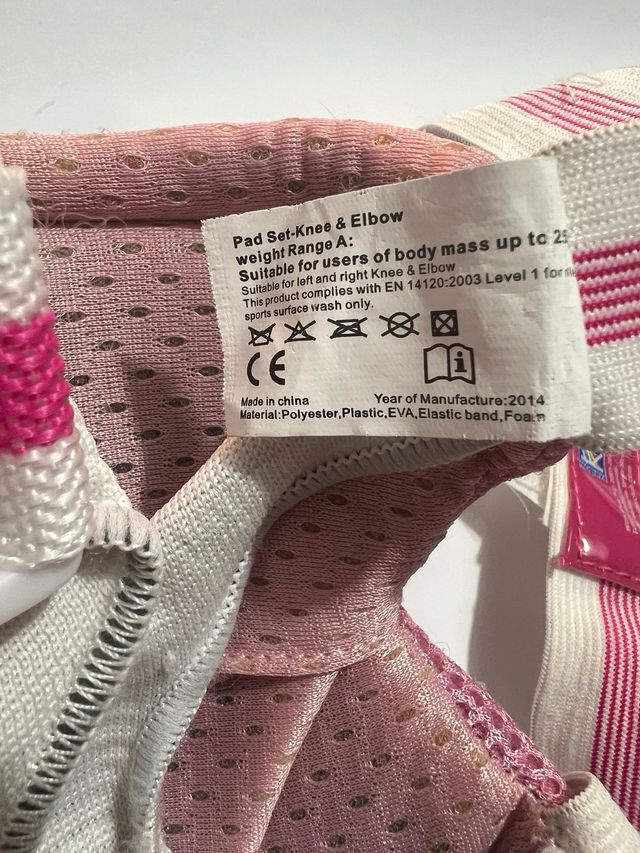 Pad Set-Knee & Elbow
weight Range A:
Suitable for users of body mass up to 25
Suitable for left and right Knee & Elbow
This product complies with EN 14120:2003 Level 1 for
sports surface wash only.
CE
Made in china Year of Manufacture:2014
Material:Polyester,Plastic,EVA,Elastic band,Foam